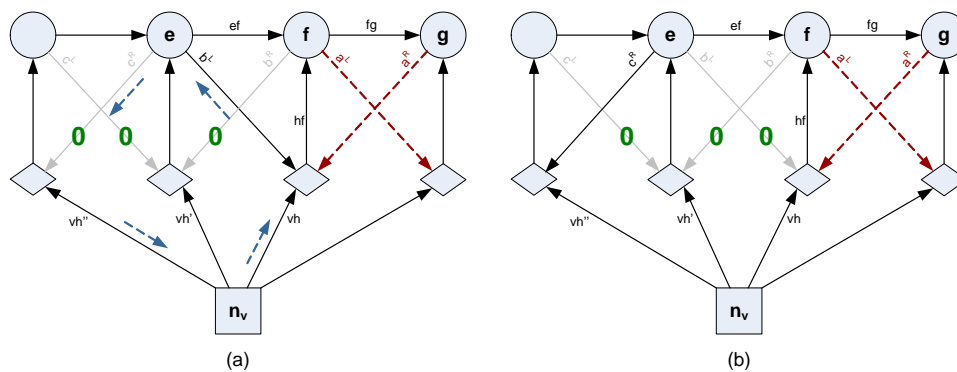 ef fg ef fg
e f g e f g
c^L c^R b^L b^R a^L a^R c^L c^R b^L b^R a^L a^R
hf hf
0 0 0 0 0 0
vh'' vh' vh vh'' vh' vh
n_v n_v
(a) (b)